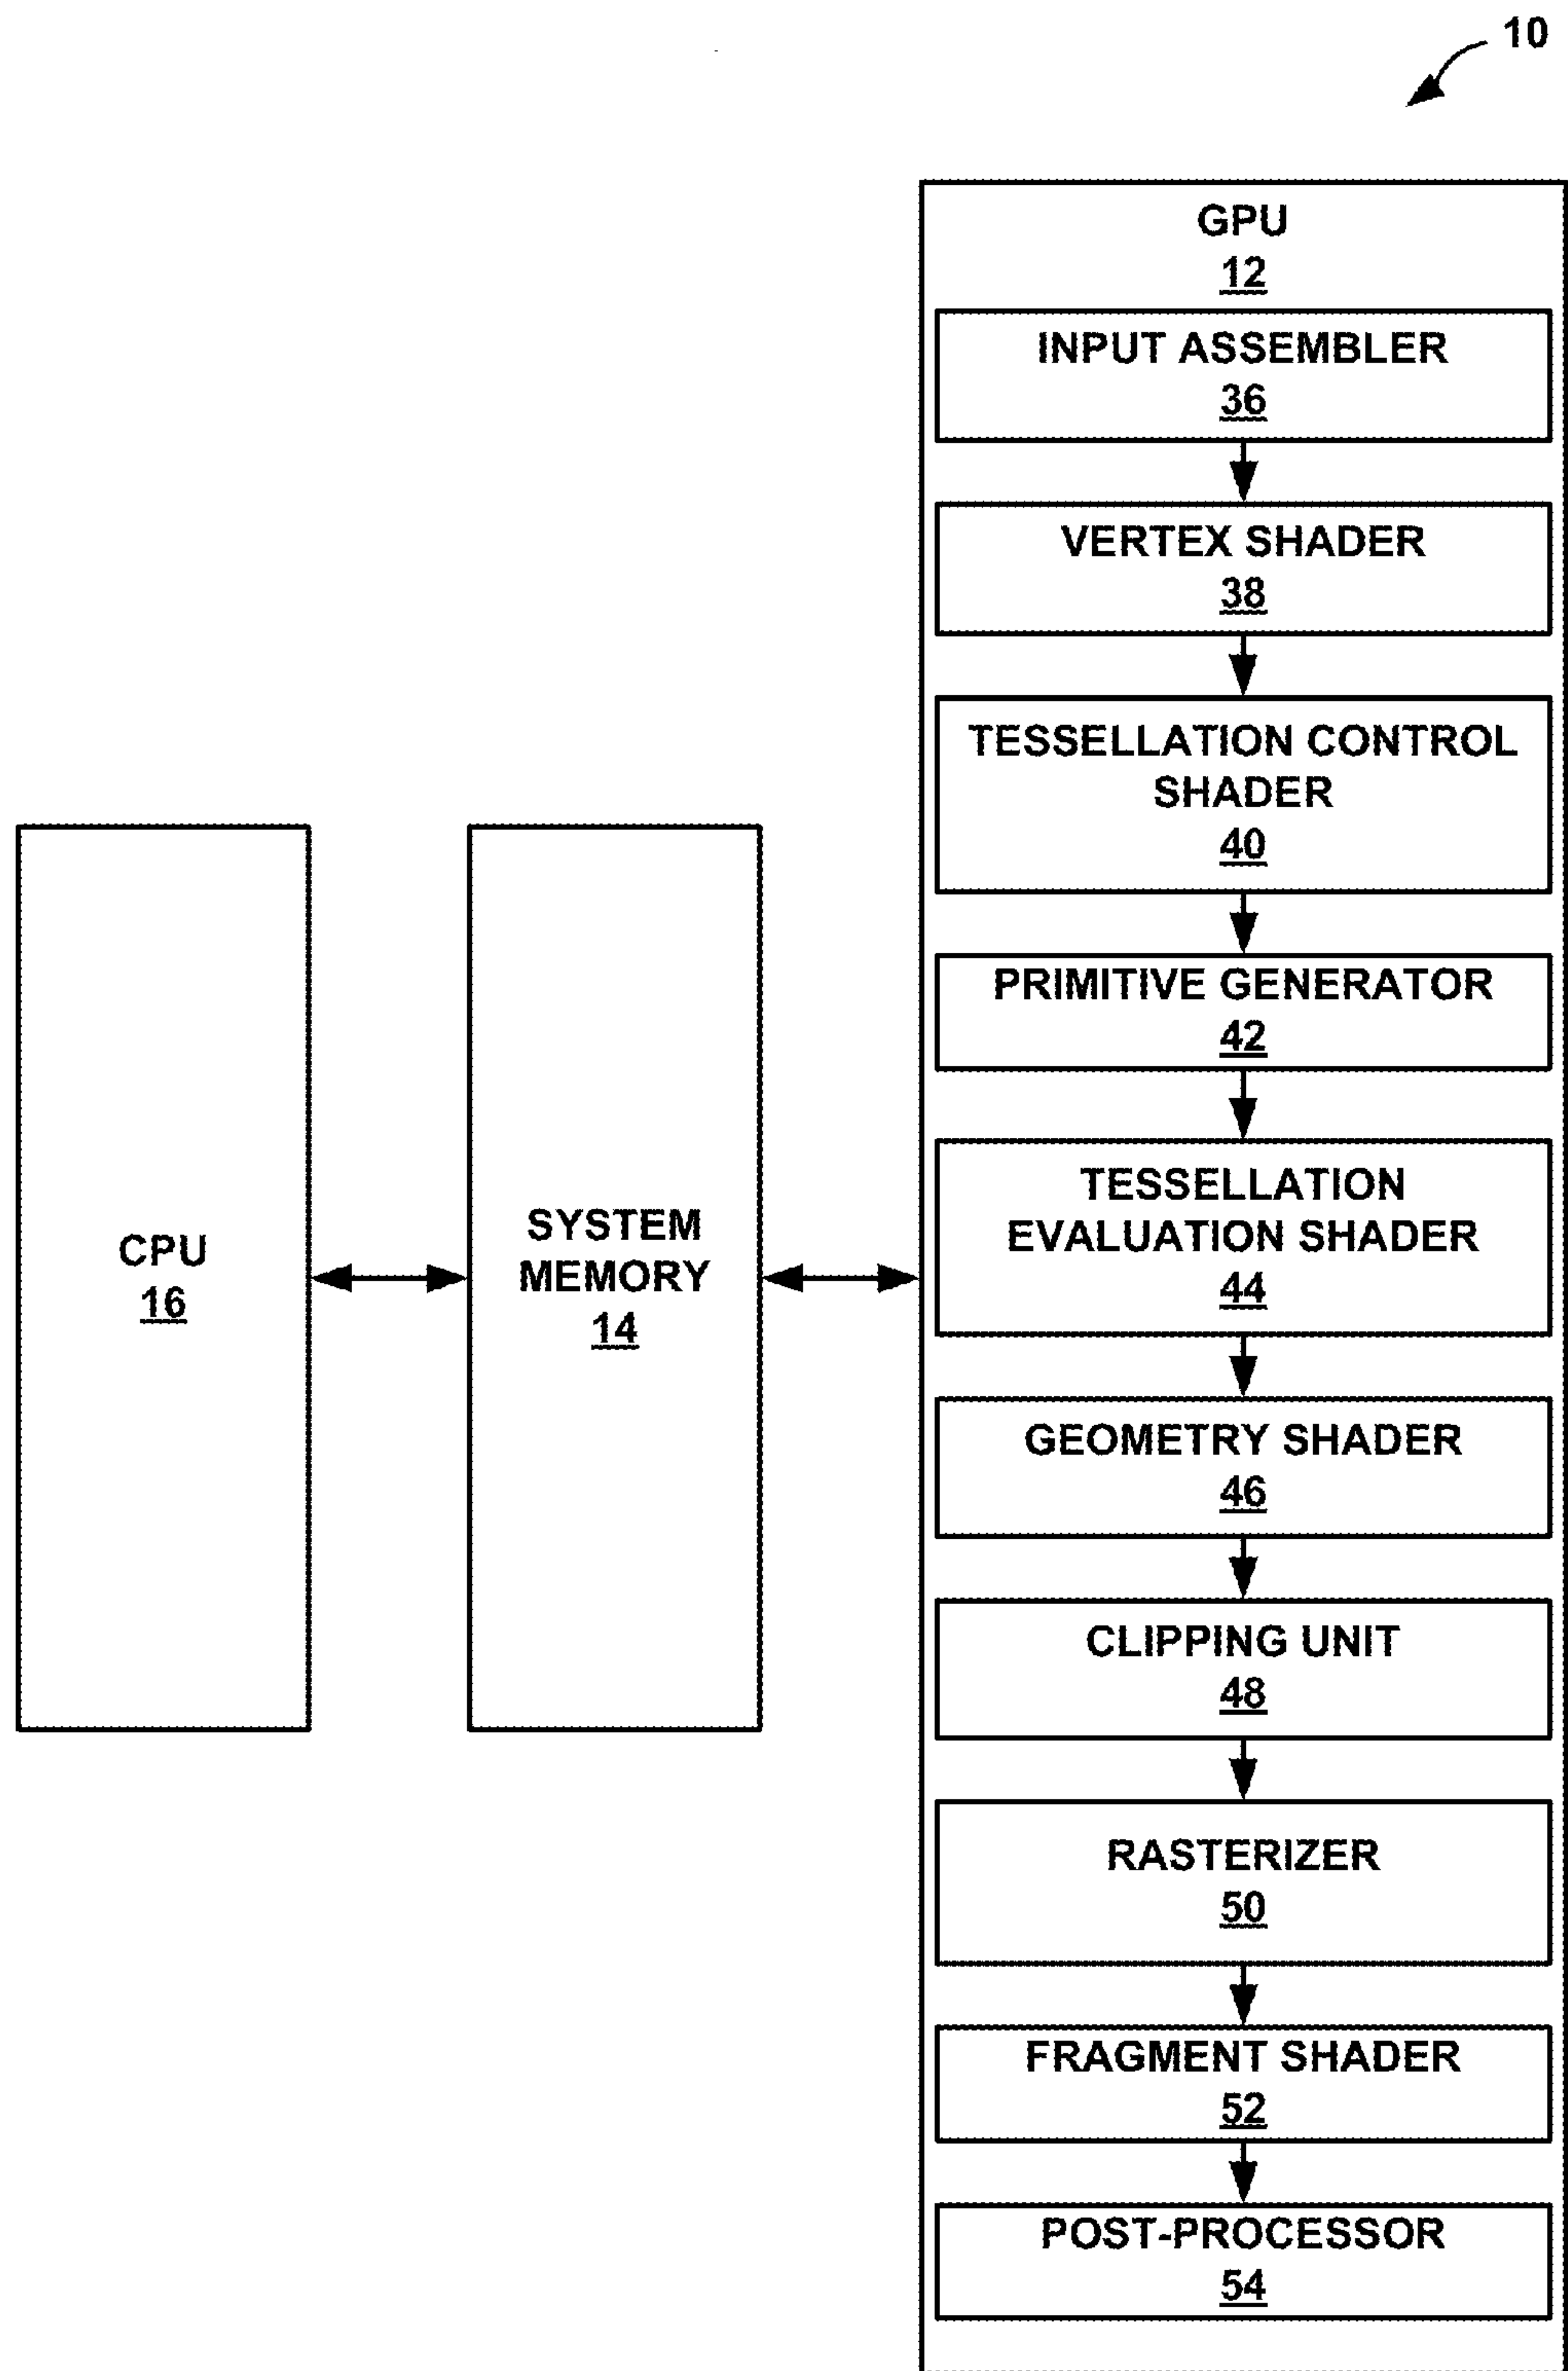 10
GPU
12
INPUT ASSEMBLER
36
VERTEX SHADER
38
TESSELLATION CONTROL
SHADER
40
PRIMITIVE GENERATOR
42
TESSELLATION
EVALUATION SHADER
44
GEOMETRY SHADER
46
CLIPPING UNIT
48
RASTERIZER
50
FRAGMENT SHADER
52
POST-PROCESSOR
54
CPU
16
SYSTEM
MEMORY
14